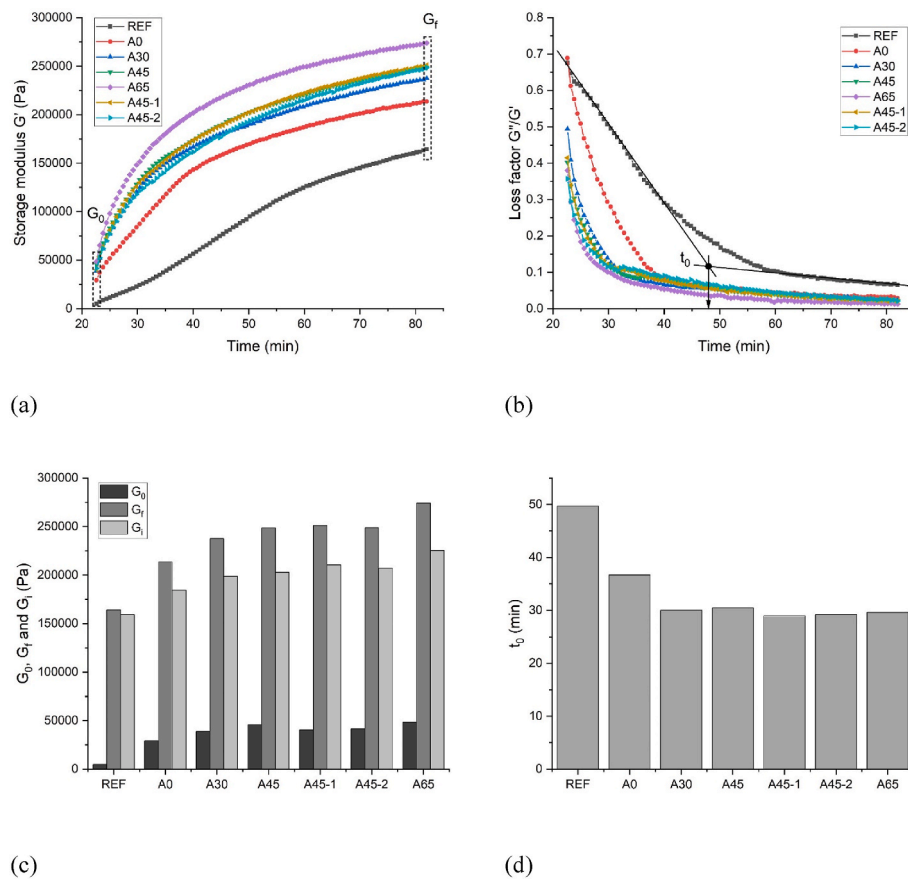 REF
A0
A30
A45
A65
A45-1
A45-2
G0
Gf
Storage modulus G' (Pa)
300000
250000
200000
150000
100000
50000
0
20 30 40 50 60 70 80
Time (min)
(a)
REF
A0
A30
A45
A65
A45-1
A45-2
t0
Loss factor G"/G'
0.8
0.7
0.6
0.5
0.4
0.3
0.2
0.1
0.0
20 30 40 50 60 70 80
Time (min)
(b)
G0
Gf
Gi
G0, Gf and Gi (Pa)
300000
250000
200000
150000
100000
50000
0
REF A0 A30 A45 A45-1 A45-2 A65
(c)
t0 (min)
50
40
30
20
10
0
REF A0 A30 A45 A45-1 A45-2 A65
(d)